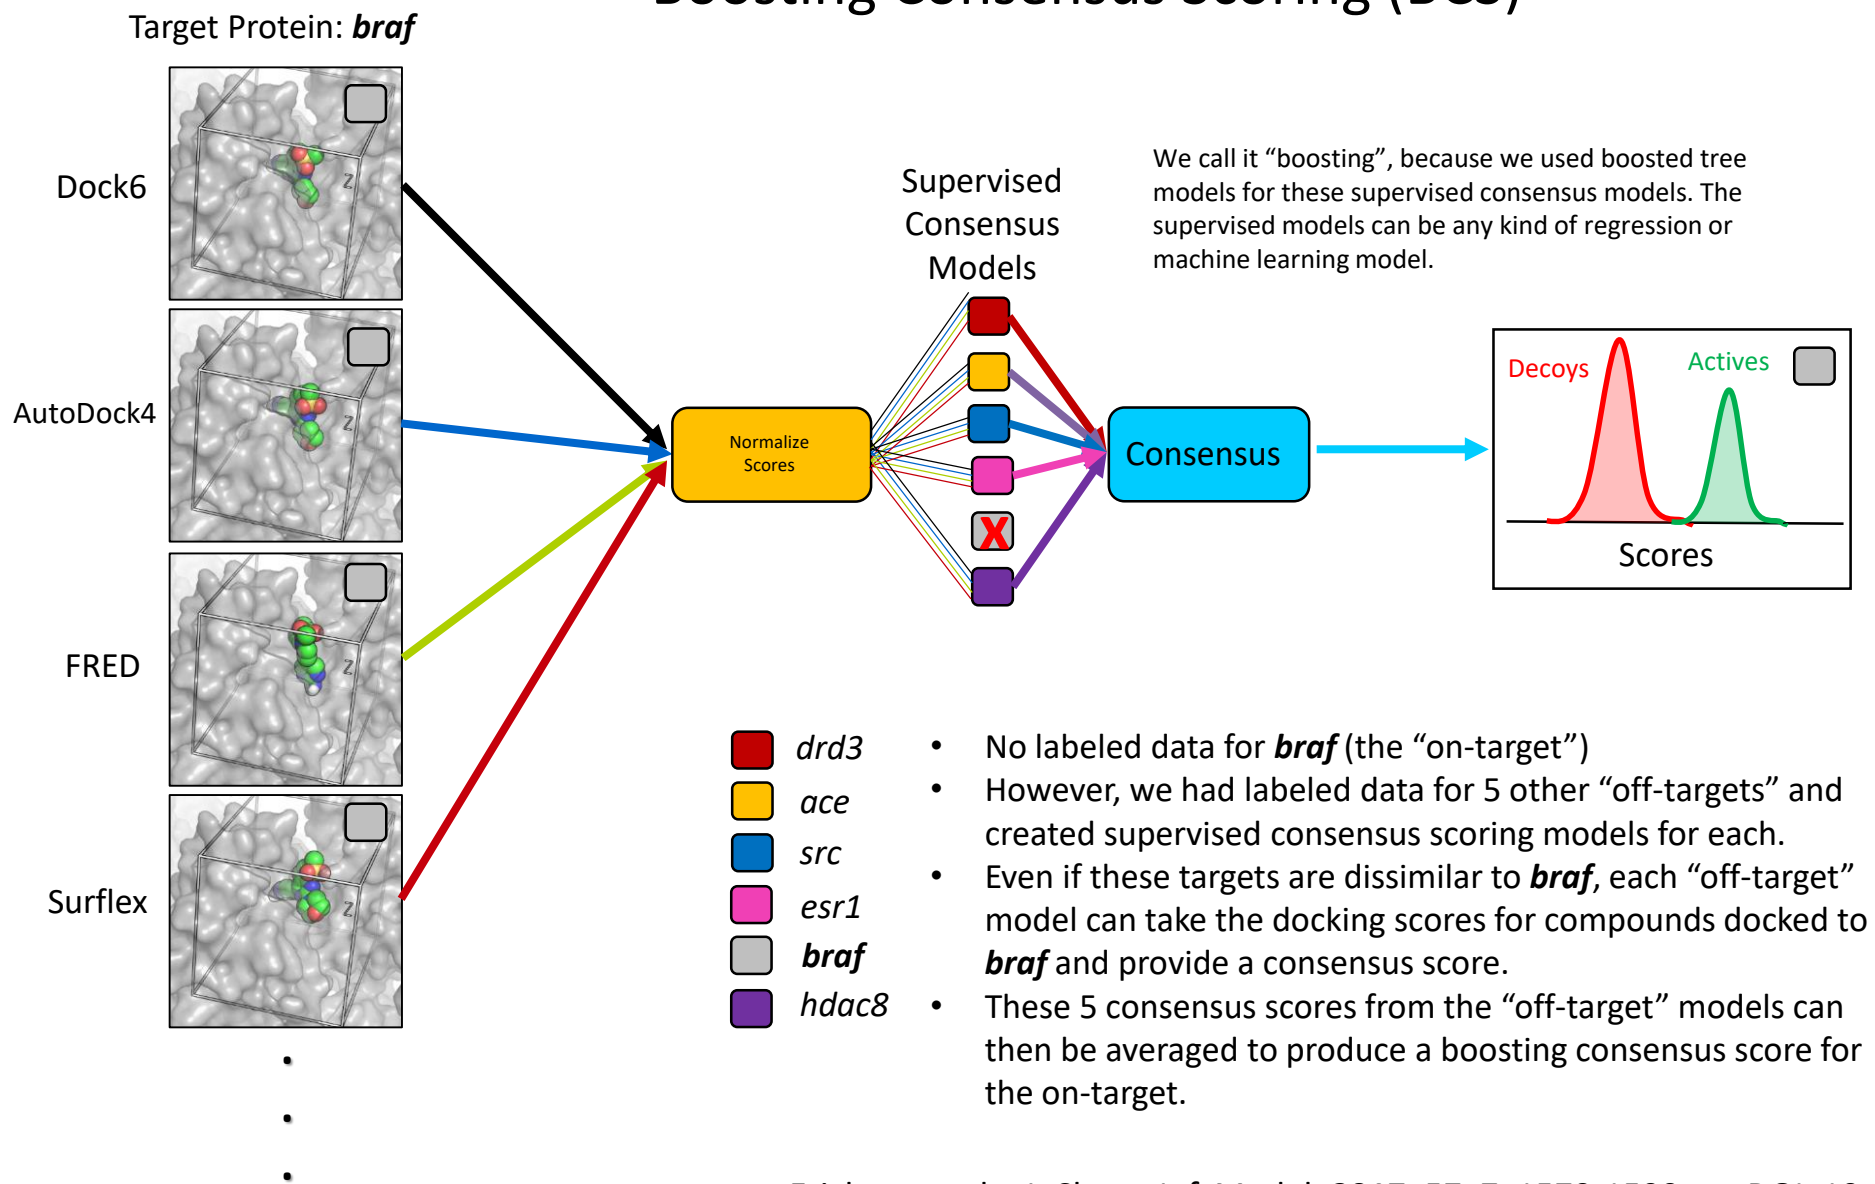 Boosting Consensus Scoring (BCS)
Target Protein: braf
Dock6
AutoDock4
FRED
Surflex
Z
Z
Z
Z
Normalize
Scores
Supervised
Consensus
Models
X
We call it “boosting”, because we used boosted tree
models for these supervised consensus models. The
supervised models can be any kind of regression or
machine learning model.
Consensus
Decoys
Actives
Scores
drd3
ace
src
esr1
braf
hdac8
• No labeled data for braf (the “on-target”)
• However, we had labeled data for 5 other “off-targets” and
created supervised consensus scoring models for each.
• Even if these targets are dissimilar to braf, each “off-target”
model can take the docking scores for compounds docked to
braf and provide a consensus score.
• These 5 consensus scores from the “off-target” models can
then be averaged to produce a boosting consensus score for
the on-target.